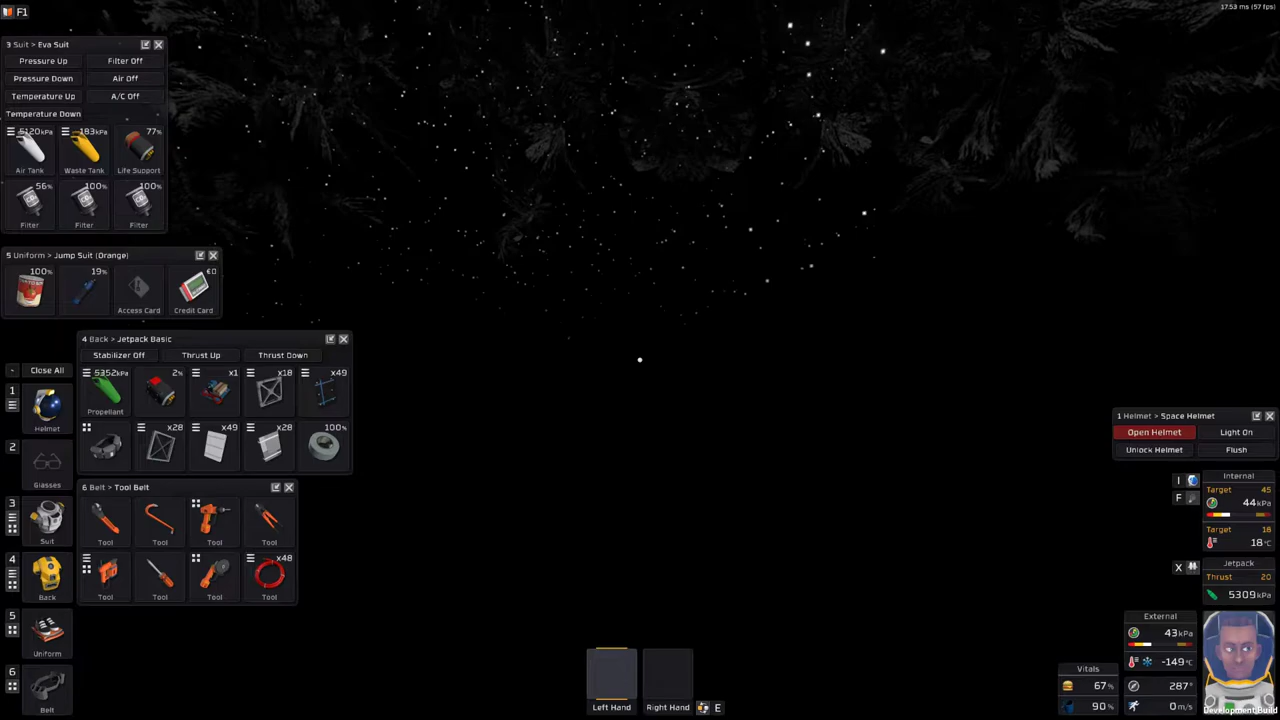 F1
17.53 ms (57 fps)
3 Suit > Eva Suit
Pressure Up
Filter Off
Pressure Down
Air Off
Temperature Up
A/C Off
Temperature Down
5120kPa
183kPa
77%
Air Tank
Waste Tank
Life Support
56%
100%
100%
Filter
Filter
Filter
5 Uniform > Jump Suit (Orange)
100%
19%
€0
Access Card
Credit Card
4 Back > Jetpack Basic
Stabilizer Off
Thrust Up
Thrust Down
5352kPa
2%
x1
x18
x49
Propellant
x28
x49
x28
100%
6 Belt > Tool Belt
Tool
Tool
Tool
Tool
x48
Tool
Tool
Tool
Tool
~
Close All
1
Helmet
2
Glasses
3
Suit
4
Back
5
Uniform
6
Belt
Left Hand
Right Hand
E
1 Helmet > Space Helmet
Open Helmet
Light On
Unlock Helmet
Flush
I
F
Internal
Target 45
44kPa
Target 18
18°C
X
Jetpack
Thrust 20
5309kPa
External
43kPa
-149°C
Vitals
67%
287°
90%
0m/s
Development Build